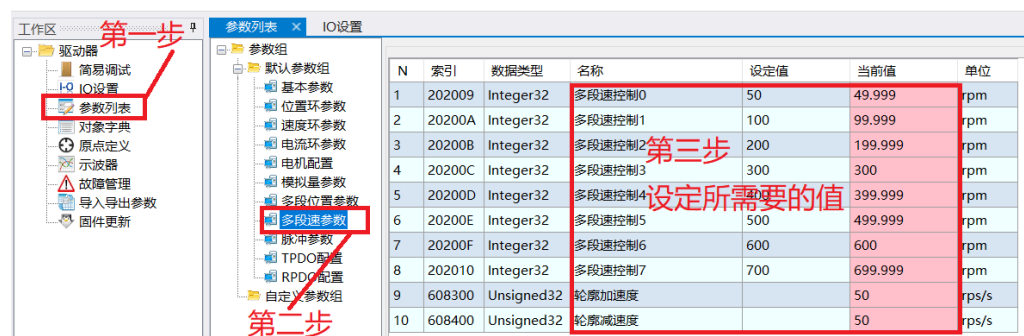 工作区
第一步
驱动器
简易调试
I-O IO设置
参数列表
对象字典
原点定义
示波器
故障管理
导入导出参数
固件更新
参数列表 IO设置
参数组
默认参数组
基本参数
位置环参数
速度环参数
电流环参数
电机配置
模拟量参数
多段位置参数
多段速参数
脉冲参数
TPDO配置
RPDO配置
自定义参数组
第二步
N 索引 数据类型 名称 设定值 当前值 单位
1 202009 Integer32 多段速控制0 50 49.999 rpm
2 20200A Integer32 多段速控制1 100 99.999 rpm
3 20200B Integer32 多段速控制2 200 199.999 rpm
4 20200C Integer32 多段速控制3 300 300 rpm
5 20200D Integer32 多段速控制4 400 399.999 rpm
6 20200E Integer32 多段速控制5 500 499.999 rpm
7 20200F Integer32 多段速控制6 600 600 rpm
8 202010 Integer32 多段速控制7 700 699.999 rpm
9 608300 Unsigned32 轮廓加速度 50 rps/s
10 608400 Unsigned32 轮廓减速度 50 rps/s
第三步
设定所需要的值